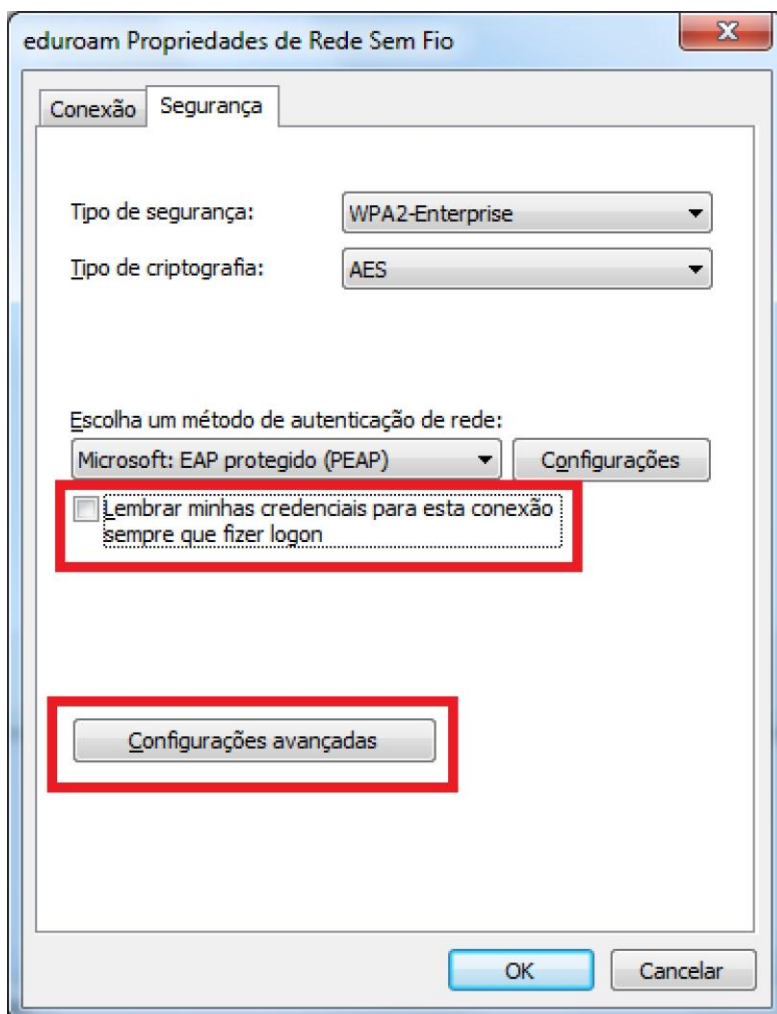 eduroam Propriedades de Rede Sem Fio
Conexão
Segurança
Tipo de segurança:
WPA2-Enterprise
Tipo de criptografia:
AES
Escolha um método de autenticação de rede:
Microsoft: EAP protegido (PEAP)
Configurações
Lembrar minhas credenciais para esta conexão
sempre que fizer logon
Configurações avançadas
OK
Cancelar